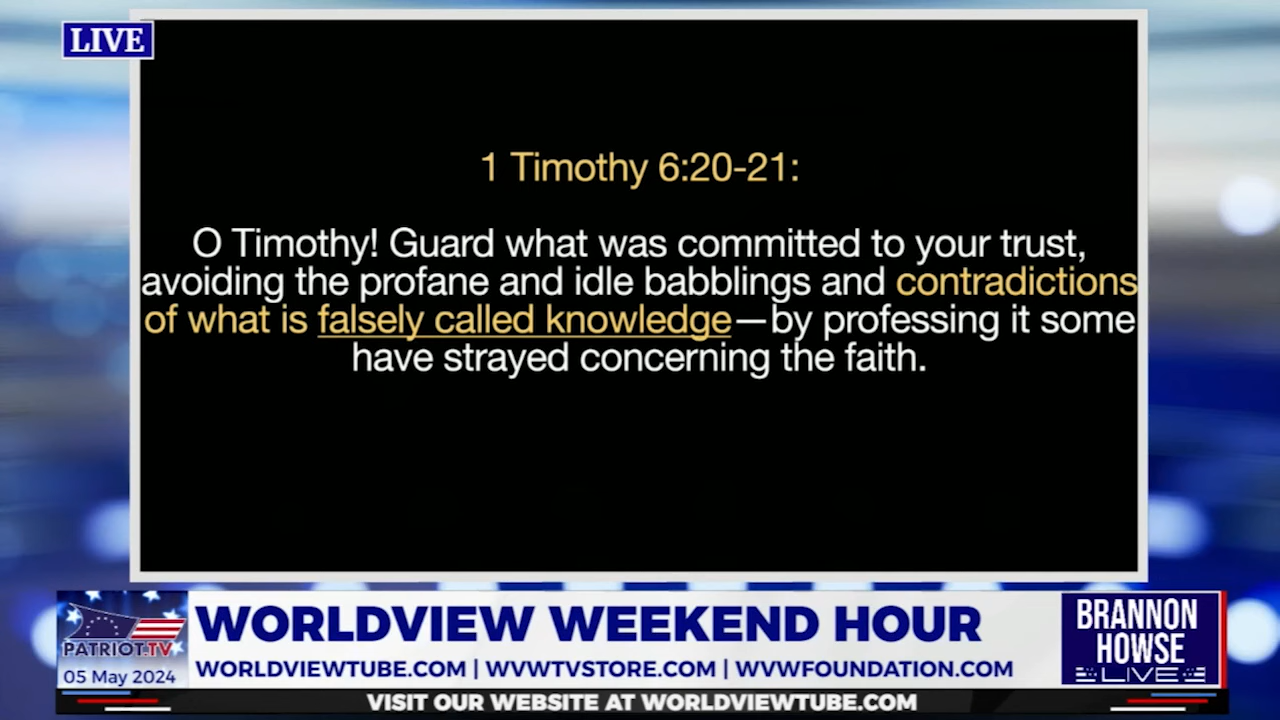 LIVE
1 Timothy 6:20-21:
O Timothy! Guard what was committed to your trust,
avoiding the profane and idle babblings and contradictions
of what is falsely called knowledge—by professing it some
have strayed concerning the faith.
WORLDVIEW WEEKEND HOUR
WORLDVIEWTUBE.COM | WVWTVSTORE.COM | WVWFOUNDATION.COM
PATRIOT.TV
05 May 2024
BRANNON
HOWSE
LIVE
VISIT OUR WEBSITE AT WORLDVIEWTUBE.COM